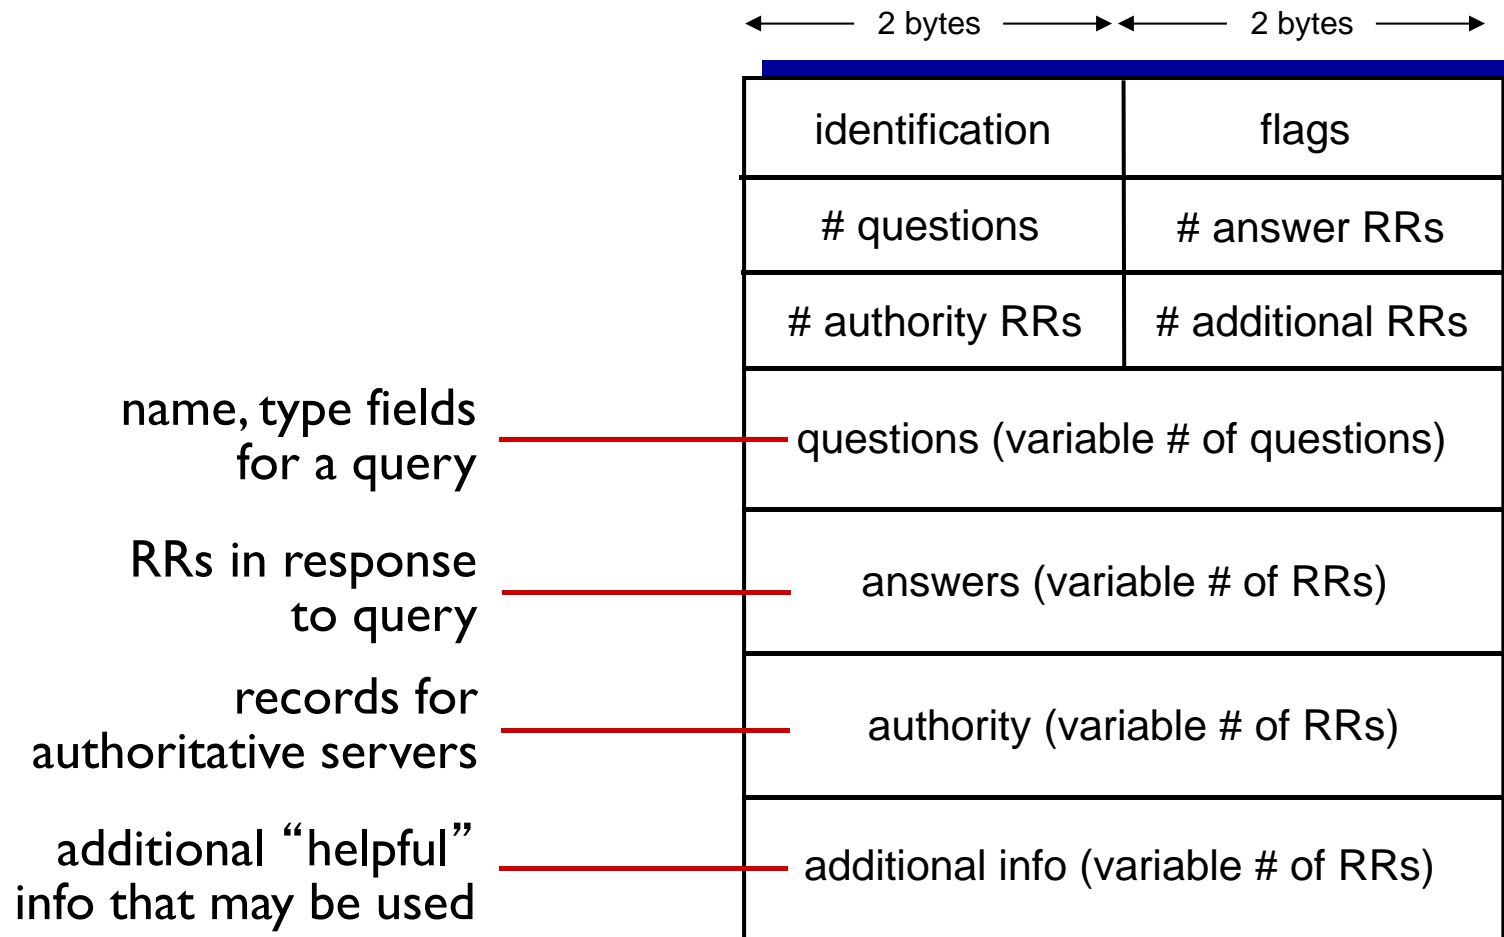 2 bytes 2 bytes
identification flags
# questions # answer RRs
# authority RRs # additional RRs
name, type fields
for a query
questions (variable # of questions)
RRs in response
to query
answers (variable # of RRs)
records for
authoritative servers
authority (variable # of RRs)
additional “helpful”
info that may be used
additional info (variable # of RRs)